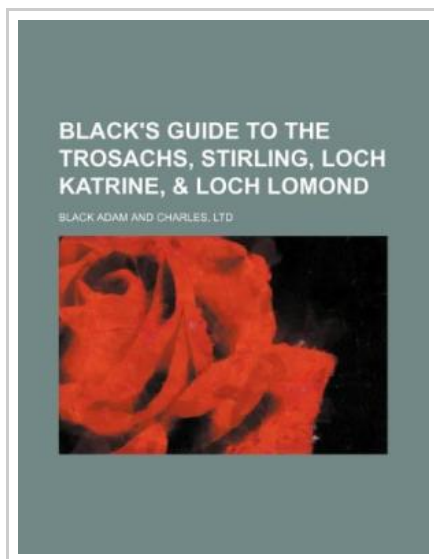 BLACK'S GUIDE TO THE
TROSACHS, STIRLING, LOCH
KATRINE, & LOCH LOMOND
BLACK ADAM AND CHARLES, LTD